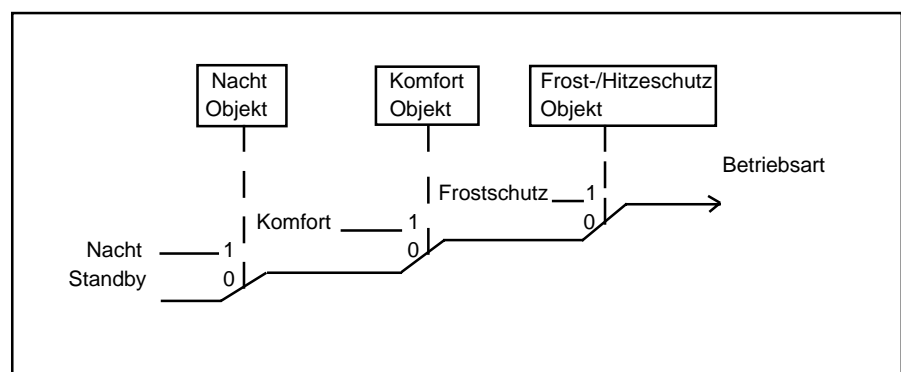 Nacht
Objekt
Komfort
Objekt
Frost-/Hitzeschutz
Objekt
Betriebsart
Frostschutz 1
0
Komfort 1
0
Nacht 1
Standby 0